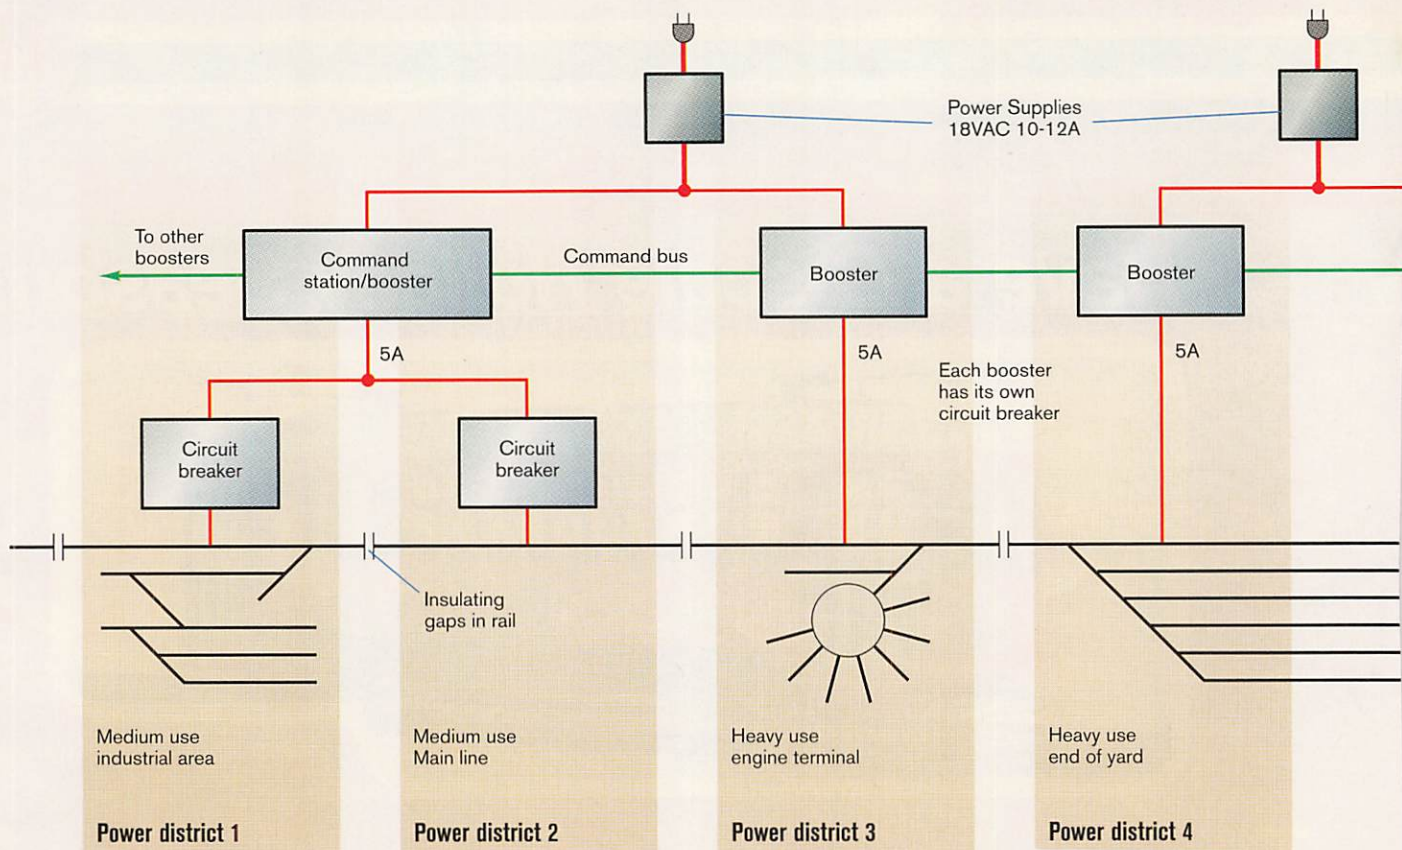 Power Supplies
18VAC 10-12A
To other
boosters
Command
station/booster
Command bus
Booster
Booster
5A
5A
5A
Each booster
has its own
circuit breaker
Circuit
breaker
Circuit
breaker
Insulating
gaps in rail
Medium use
industrial area
Medium use
Main line
Heavy use
engine terminal
Heavy use
end of yard
Power district 1
Power district 2
Power district 3
Power district 4